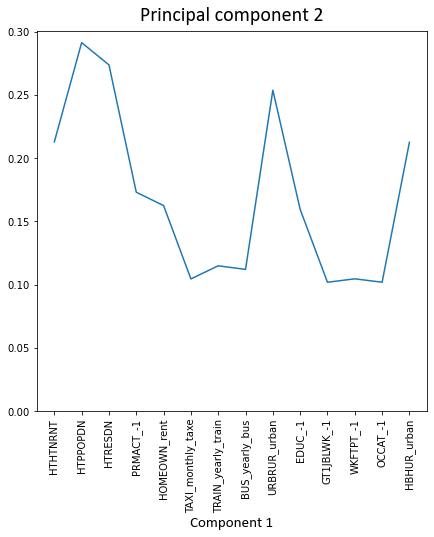 Principal component 2
0.30
0.25
0.20
0.15
0.10
0.05
0.00
HTHTNRNT
HTPPOPDN
HTRESDN
PRMACT_-1
HOMEOWN_rent
TAXI_monthly_taxe
TRAIN_yearly_train
BUS_yearly_bus
URBRUR_urban
EDUC_-1
GT1JBLWK_-1
WKFTPT_-1
OCCAT_-1
HBHUR_urban
Component 1